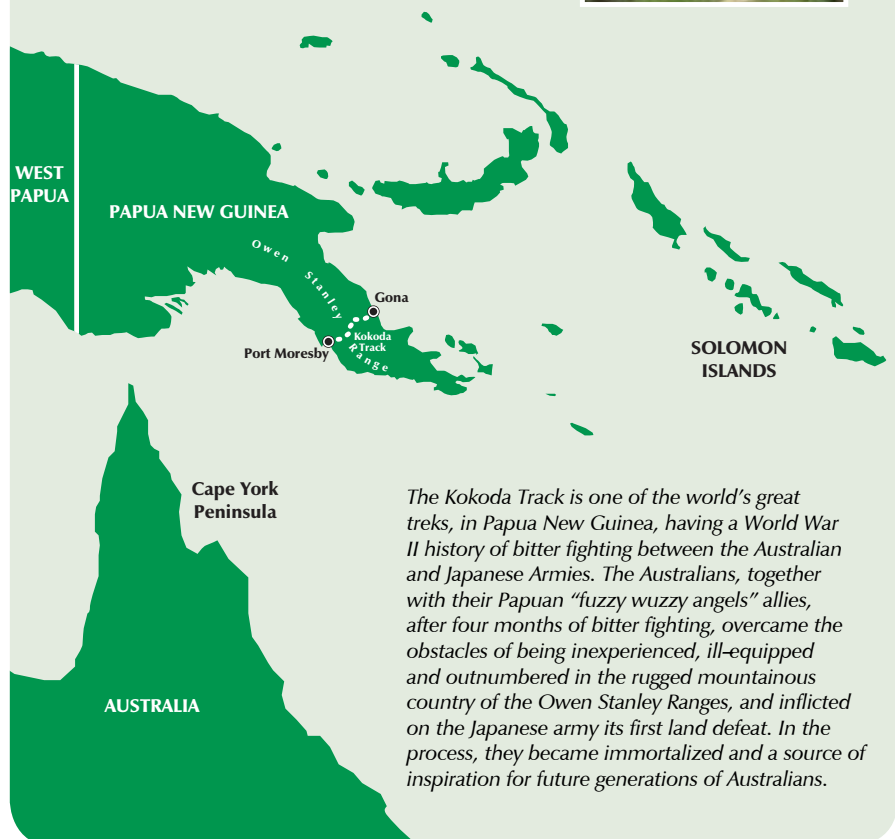 WEST
PAPUA
PAPUA NEW GUINEA
Owen Stanley Range
Gona
Kokoda
Track
Port Moresby
SOLOMON
ISLANDS
Cape York
Peninsula
AUSTRALIA
The Kokoda Track is one of the world’s great
treks, in Papua New Guinea, having a World War
II history of bitter fighting between the Australian
and Japanese Armies. The Australians, together
with their Papuan “fuzzy wuzzy angels” allies,
after four months of bitter fighting, overcame the
obstacles of being inexperienced, ill-equipped
and outnumbered in the rugged mountainous
country of the Owen Stanley Ranges, and inflicted
on the Japanese army its first land defeat. In the
process, they became immortalized and a source of
inspiration for future generations of Australians.